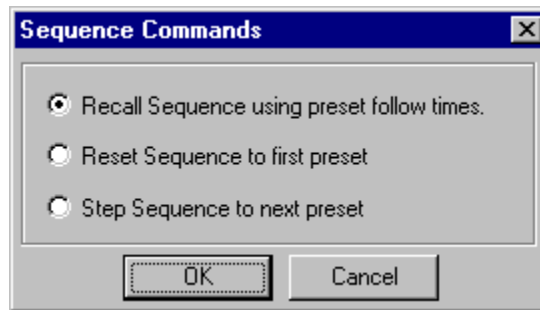 Sequence Commands
Recall Sequence using preset follow times.
Reset Sequence to first preset
Step Sequence to next preset
OK
Cancel